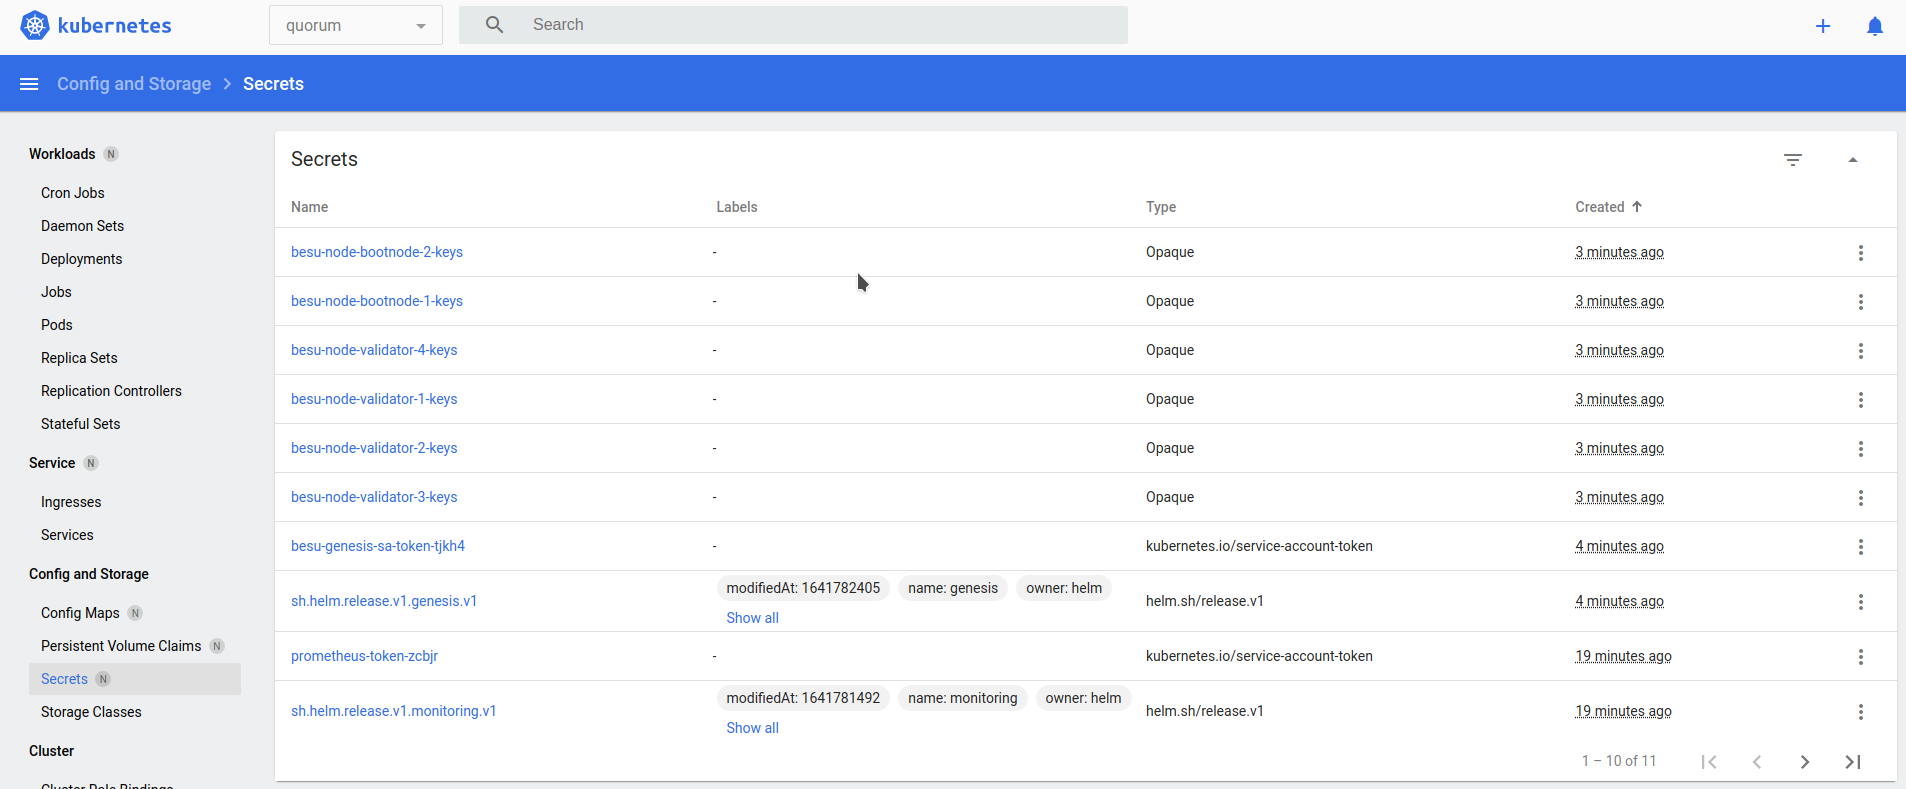 kubernetes
quorum
Search
Config and Storage > Secrets
Workloads N
Cron Jobs
Daemon Sets
Deployments
Jobs
Pods
Replica Sets
Replication Controllers
Stateful Sets
Service N
Ingresses
Services
Config and Storage
Config Maps N
Persistent Volume Claims N
Secrets N
Storage Classes
Cluster
Cluster Role Bindings
Secrets
Name Labels Type Created
besu-node-bootnode-2-keys - Opaque 3 minutes ago
besu-node-bootnode-1-keys - Opaque 3 minutes ago
besu-node-validator-4-keys - Opaque 3 minutes ago
besu-node-validator-1-keys - Opaque 3 minutes ago
besu-node-validator-2-keys - Opaque 3 minutes ago
besu-node-validator-3-keys - Opaque 3 minutes ago
besu-genesis-sa-token-tjkh4 - kubernetes.io/service-account-token 4 minutes ago
sh.helm.release.v1.genesis.v1 modifiedAt: 1641782405 name: genesis owner: helm helm.sh/release.v1 4 minutes ago
Show all
prometheus-token-zcbjr - kubernetes.io/service-account-token 19 minutes ago
sh.helm.release.v1.monitoring.v1 modifiedAt: 1641781492 name: monitoring owner: helm helm.sh/release.v1 19 minutes ago
Show all
1 – 10 of 11